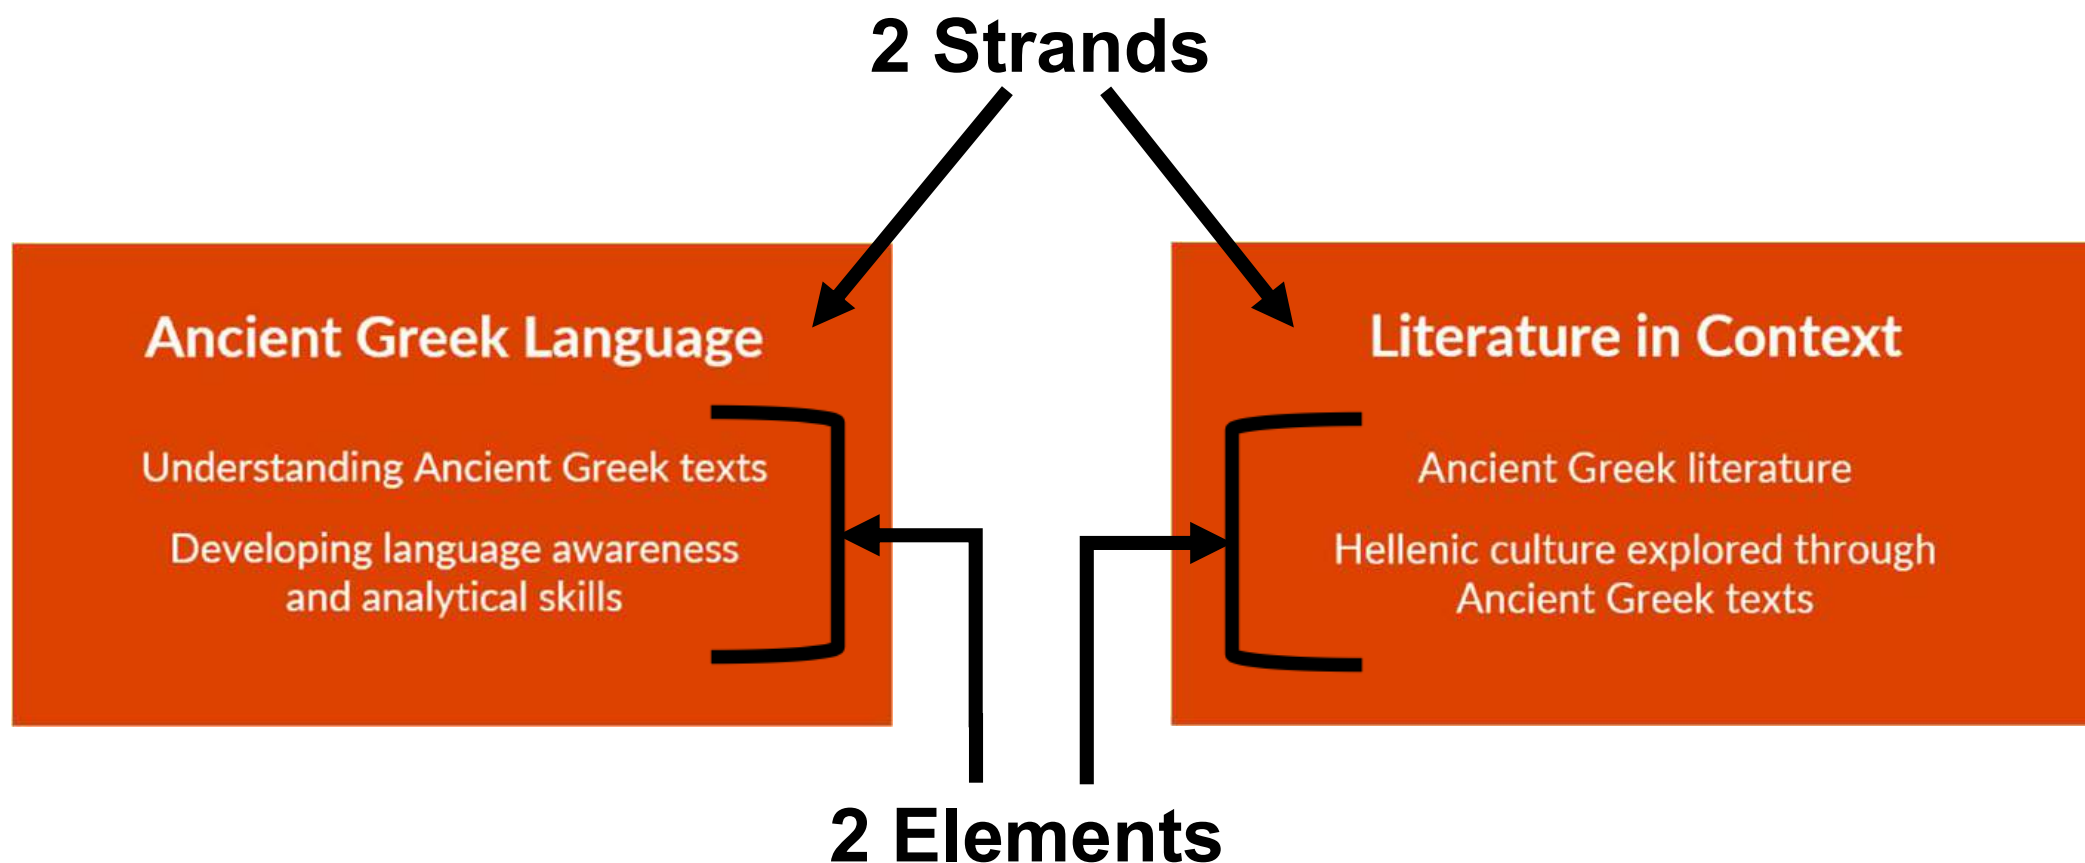 2 Strands
Ancient Greek Language
Understanding Ancient Greek texts
Developing language awareness
and analytical skills
Literature in Context
Ancient Greek literature
Hellenic culture explored through
Ancient Greek texts
2 Elements